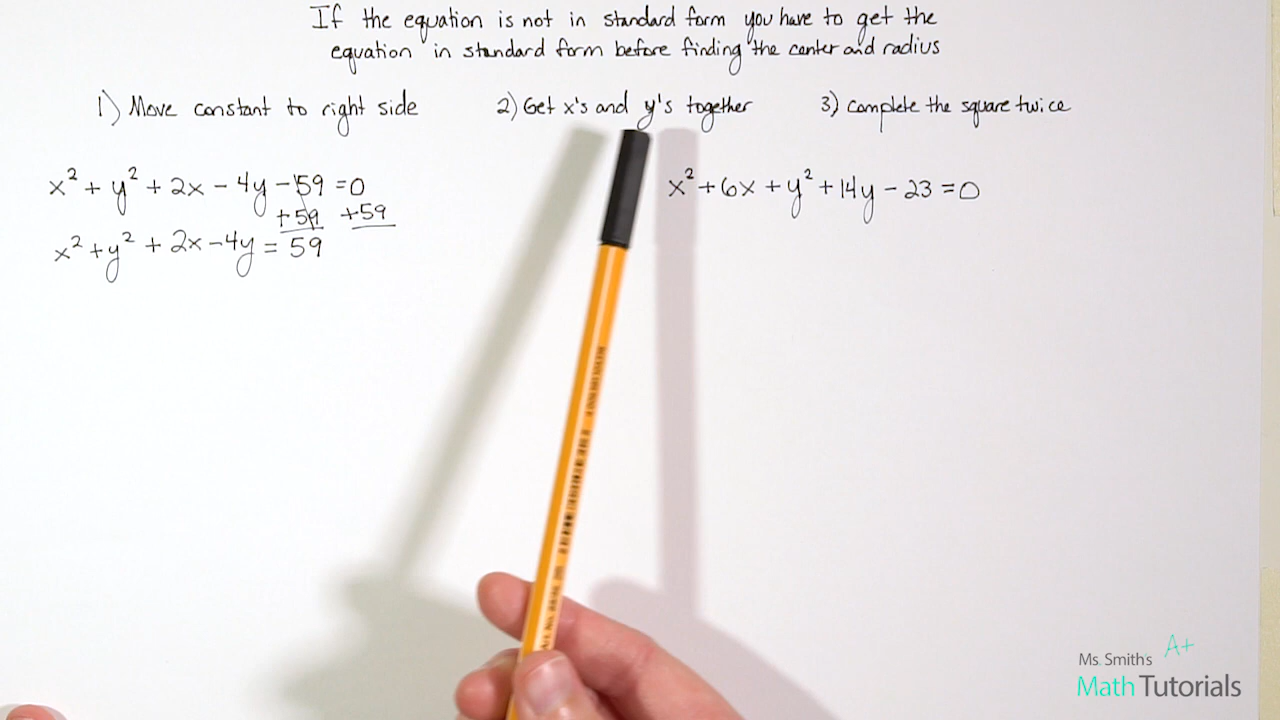 If the equation is not in standard form you have to get the
equation in standard form before finding the center and radius
1) Move constant to right side
2) Get x's and y's together
3) complete the square twice
x² + y² + 2x - 4y - 59 = 0
+59 +59
x² + y² + 2x - 4y = 59
x² + 6x + y² + 14y - 23 = 0
A+
Ms. Smith's
Math Tutorials